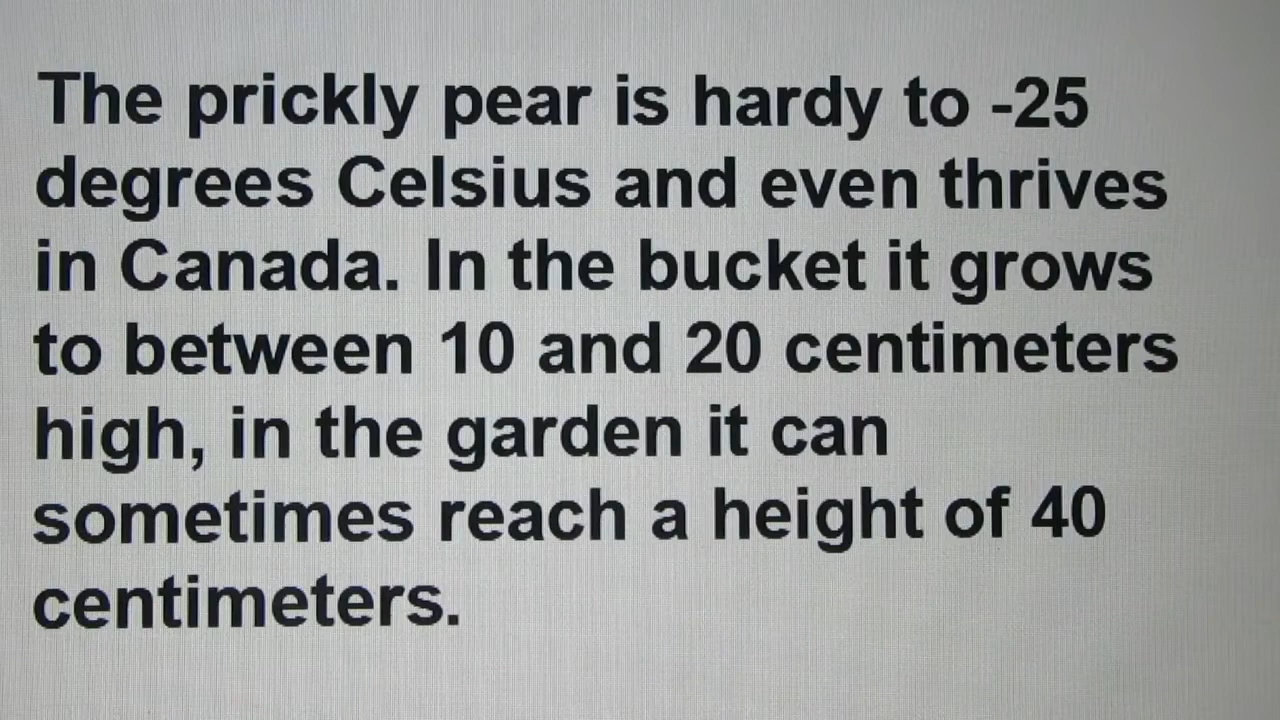 The prickly pear is hardy to -25
degrees Celsius and even thrives
in Canada. In the bucket it grows
to between 10 and 20 centimeters
high, in the garden it can
sometimes reach a height of 40
centimeters.